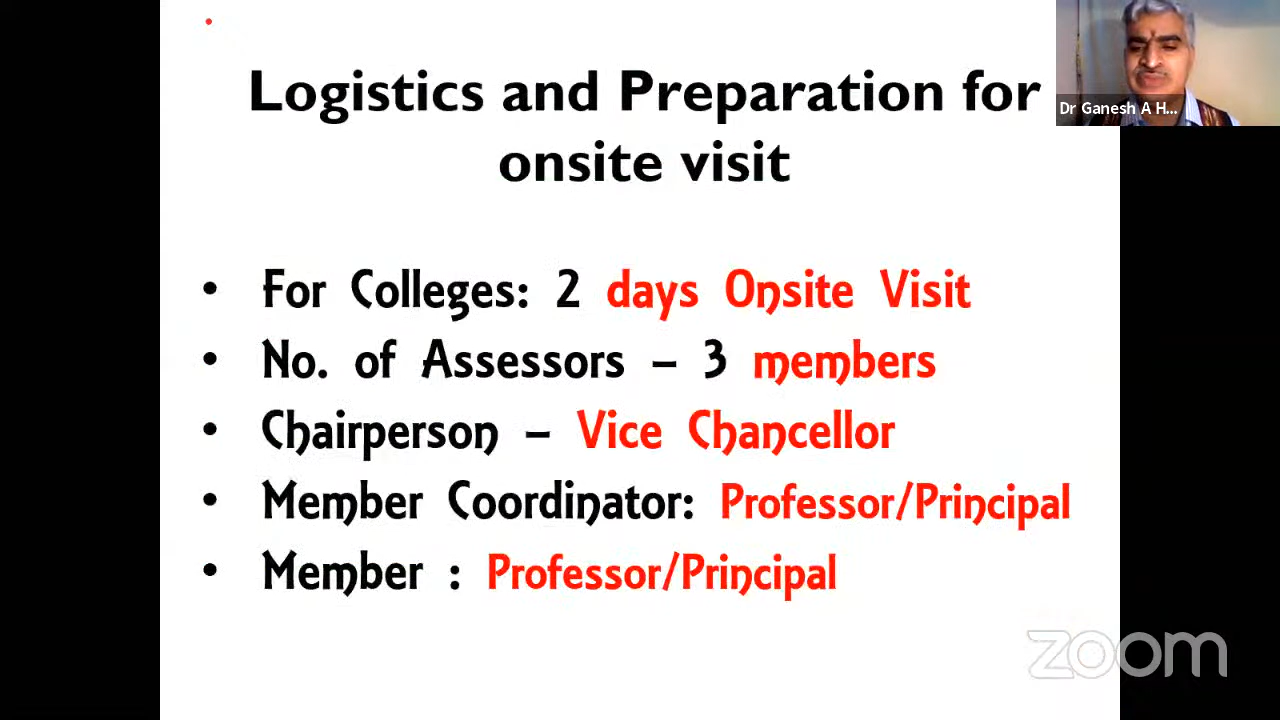 Logistics and Preparation for
onsite visit
Dr Ganesh A H...
• For Colleges: 2 days Onsite Visit
• No. of Assessors – 3 members
• Chairperson – Vice Chancellor
• Member Coordinator: Professor/Principal
• Member : Professor/Principal
zoom